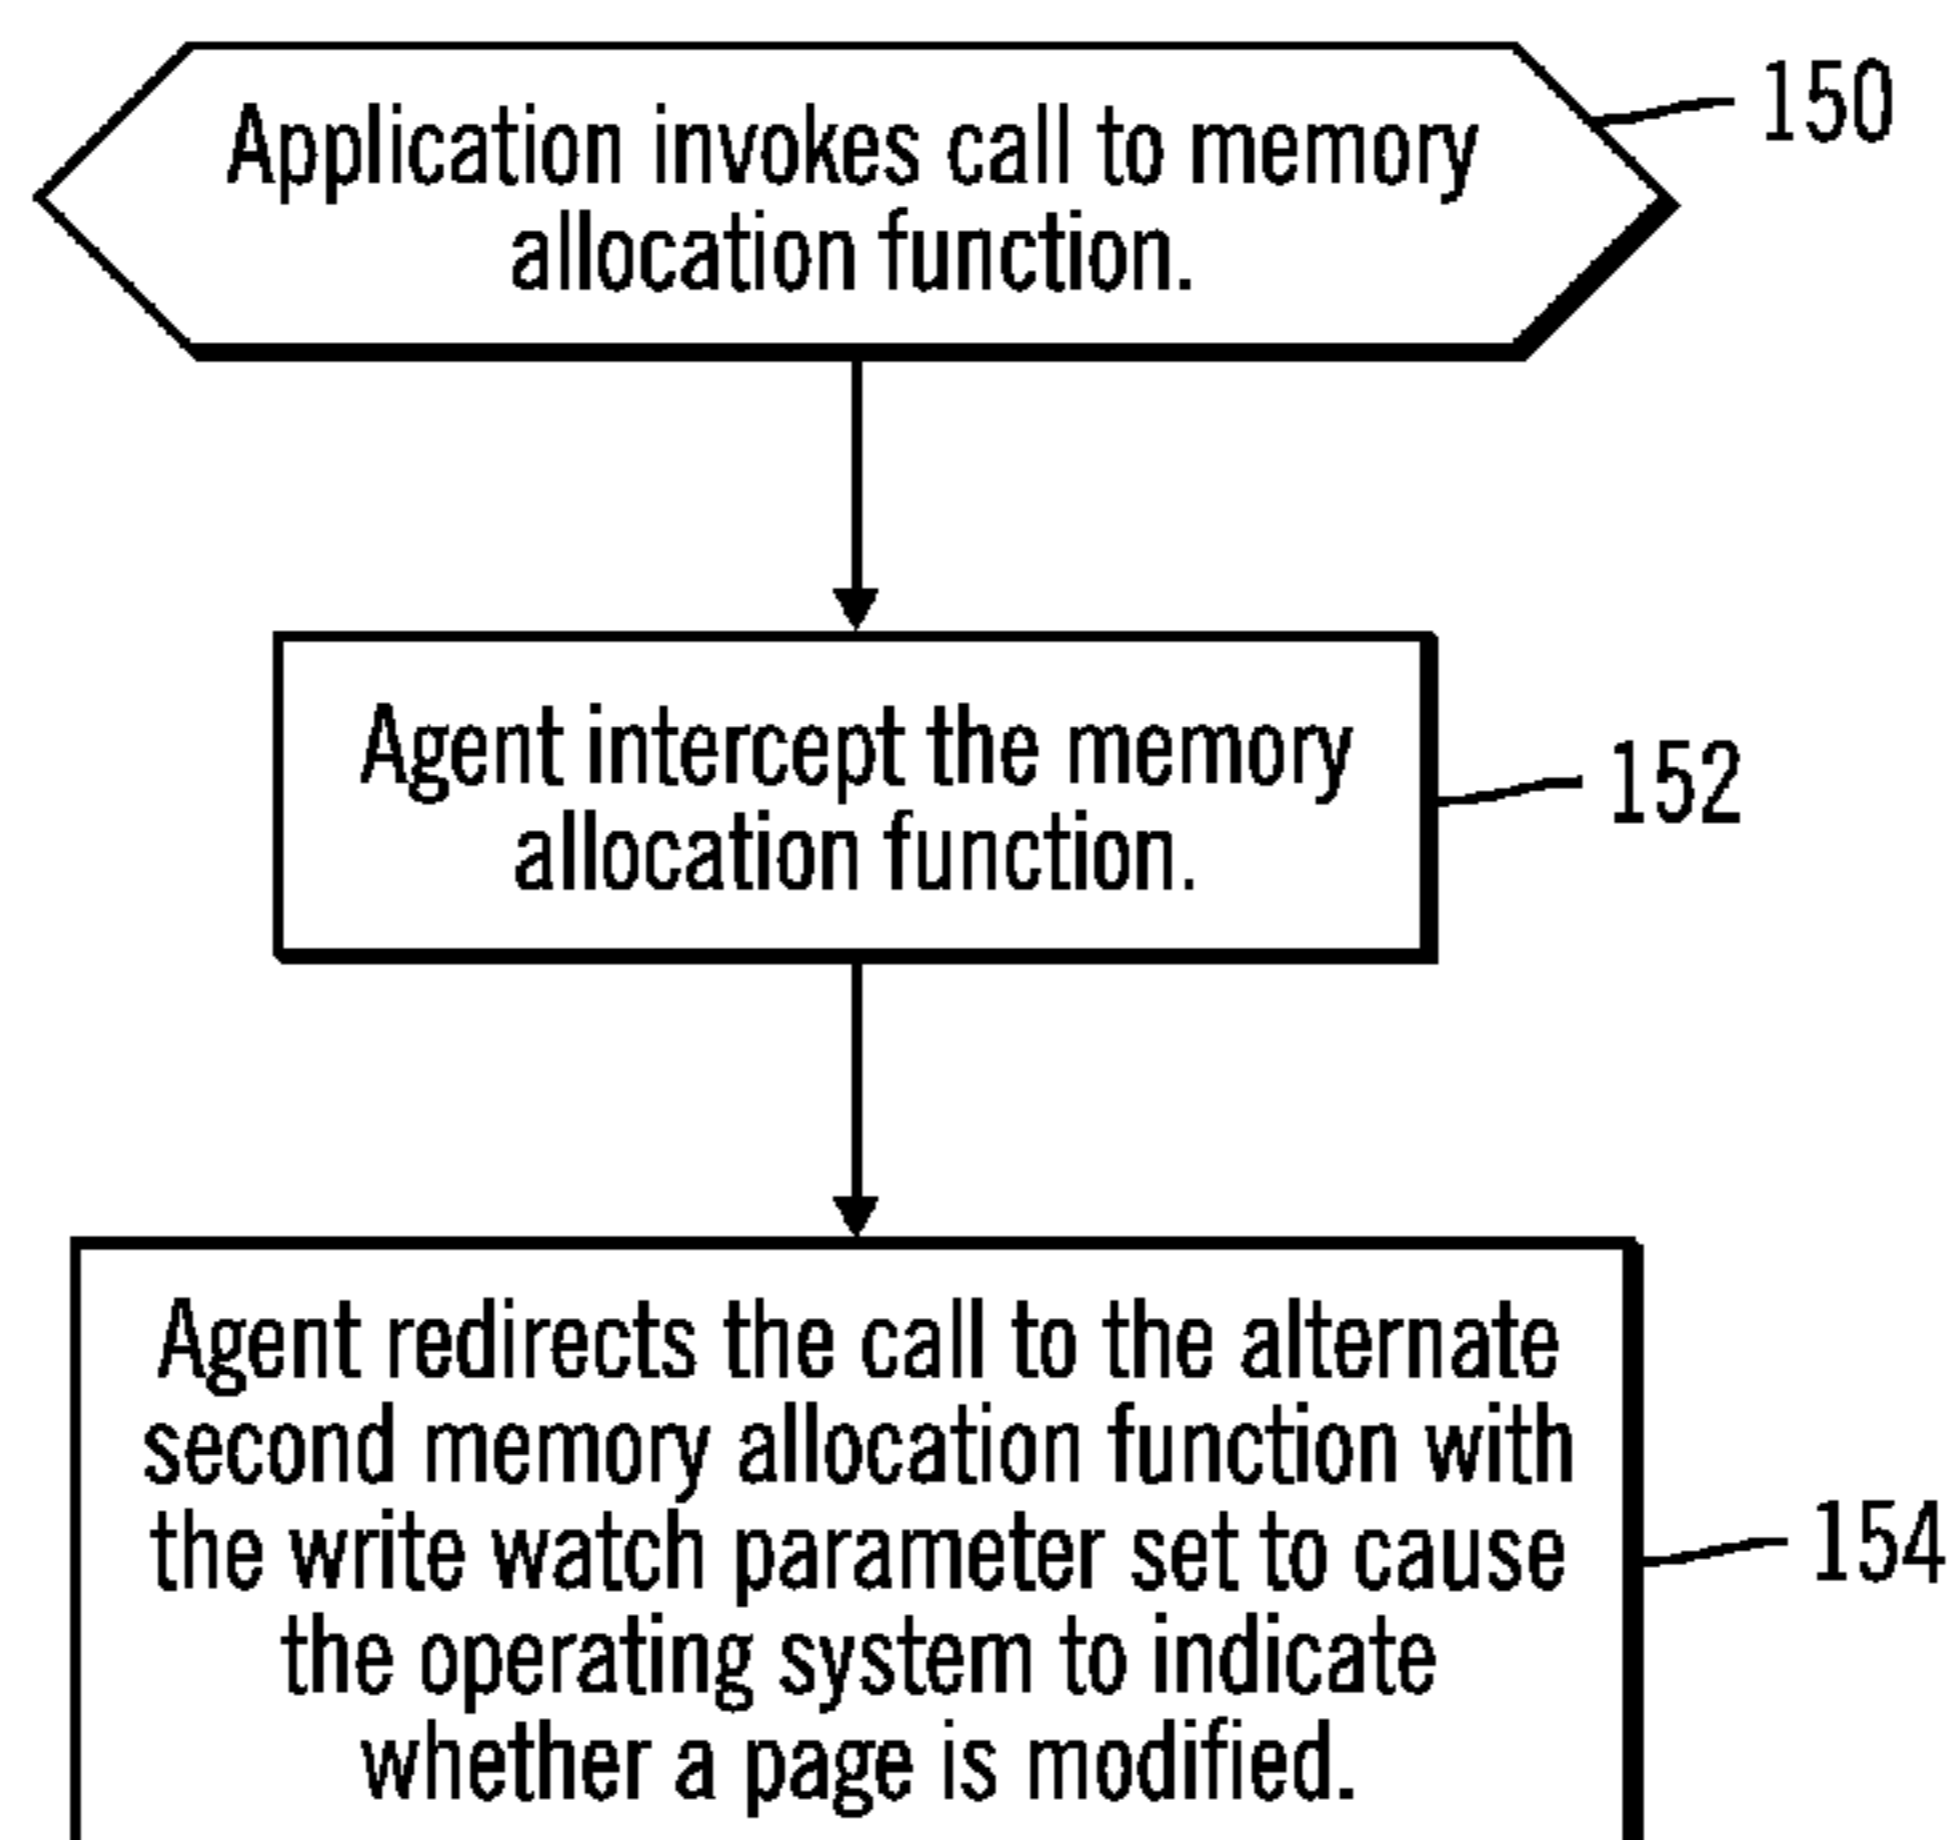 Application invokes call to memory
allocation function.
150
Agent intercept the memory
allocation function.
152
Agent redirects the call to the alternate
second memory allocation function with
the write watch parameter set to cause
the operating system to indicate
whether a page is modified.
154